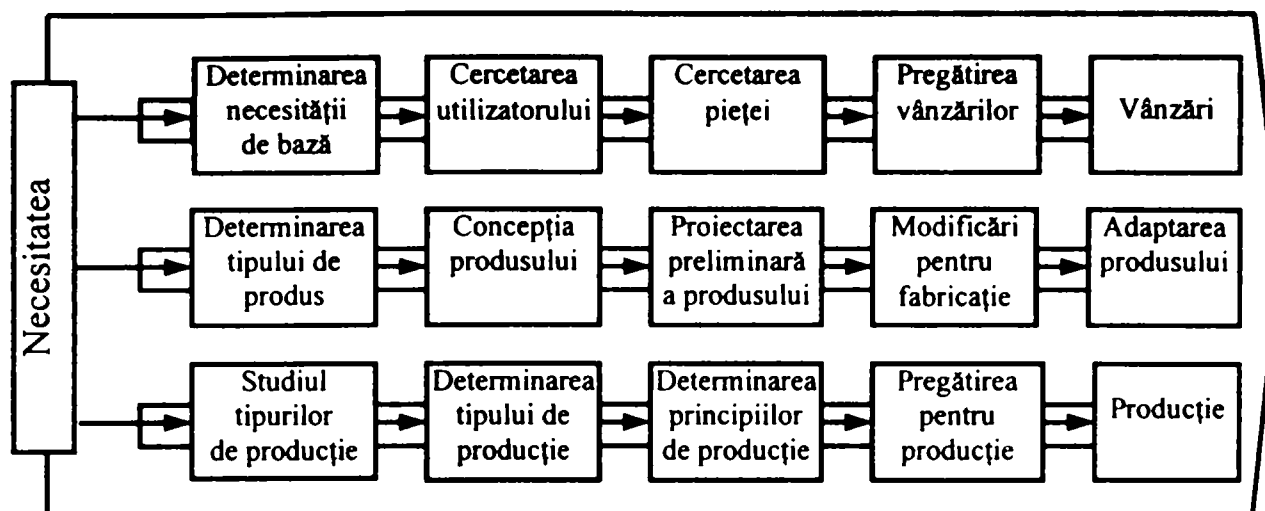 Necesitatea
Determinarea
necesității
de bază
Cercetarea
utilizatorului
Cercetarea
pieței
Pregătirea
vânzărilor
Vânzări
Determinarea
tipului de
produs
Concepția
produsului
Proiectarea
preliminară
a produsului
Modificări
pentru
fabricație
Adaptarea
produsului
Studiul
tipurilor
de producție
Determinarea
tipului de
producție
Determinarea
principiilor
de producție
Pregătirea
pentru
producție
Producție